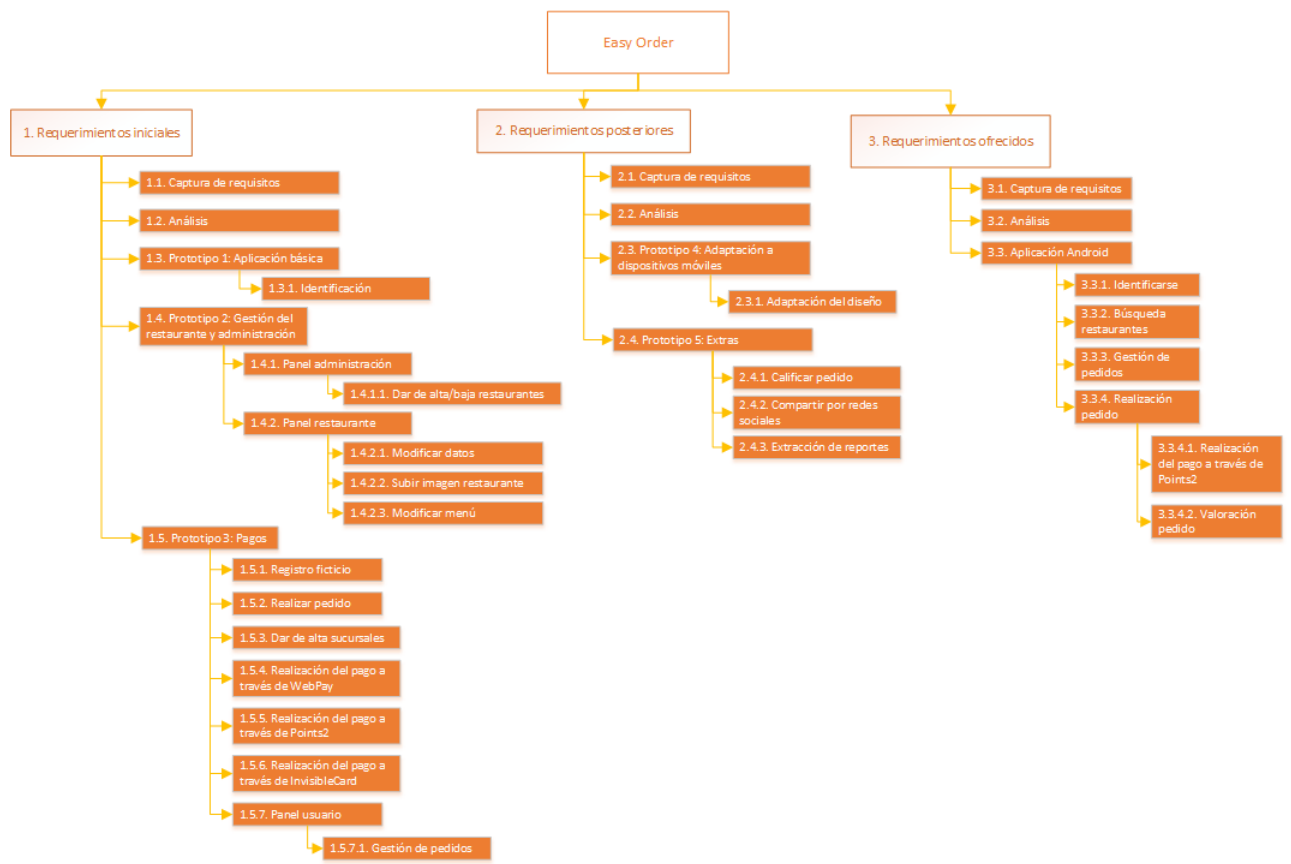 Easy Order
1. Requerimientos iniciales
1.1. Captura de requisitos
1.2. Análisis
1.3. Prototipo 1: Aplicación básica
1.3.1. Identificación
1.4. Prototipo 2: Gestión del
restaurante y administración
1.4.1. Panel administración
1.4.1.1. Dar de alta/baja restaurantes
1.4.2. Panel restaurante
1.4.2.1. Modificar datos
1.4.2.2. Subir imagen restaurante
1.4.2.3. Modificar menú
1.5. Prototipo 3: Pagos
1.5.1. Registro ficticio
1.5.2. Realizar pedido
1.5.3. Dar de alta sucursales
1.5.4. Realización del pago a
través de WebPay
1.5.5. Realización del pago a
través de Points2
1.5.6. Realización del pago a
través de InvisibleCard
1.5.7. Panel usuario
1.5.7.1. Gestión de pedidos
2. Requerimientos posteriores
2.1. Captura de requisitos
2.2. Análisis
2.3. Prototipo 4: Adaptación a
dispositivos móviles
2.3.1. Adaptación del diseño
2.4. Prototipo 5: Extras
2.4.1. Calificar pedido
2.4.2. Compartir por redes
sociales
2.4.3. Extracción de reportes
3. Requerimientos ofrecidos
3.1. Captura de requisitos
3.2. Análisis
3.3. Aplicación Android
3.3.1. Identificarse
3.3.2. Búsqueda
restaurantes
3.3.3. Gestión de
pedidos
3.3.4. Realización
pedido
3.3.4.1. Realización
del pago a través de
Points2
3.3.4.2. Valoración
pedido